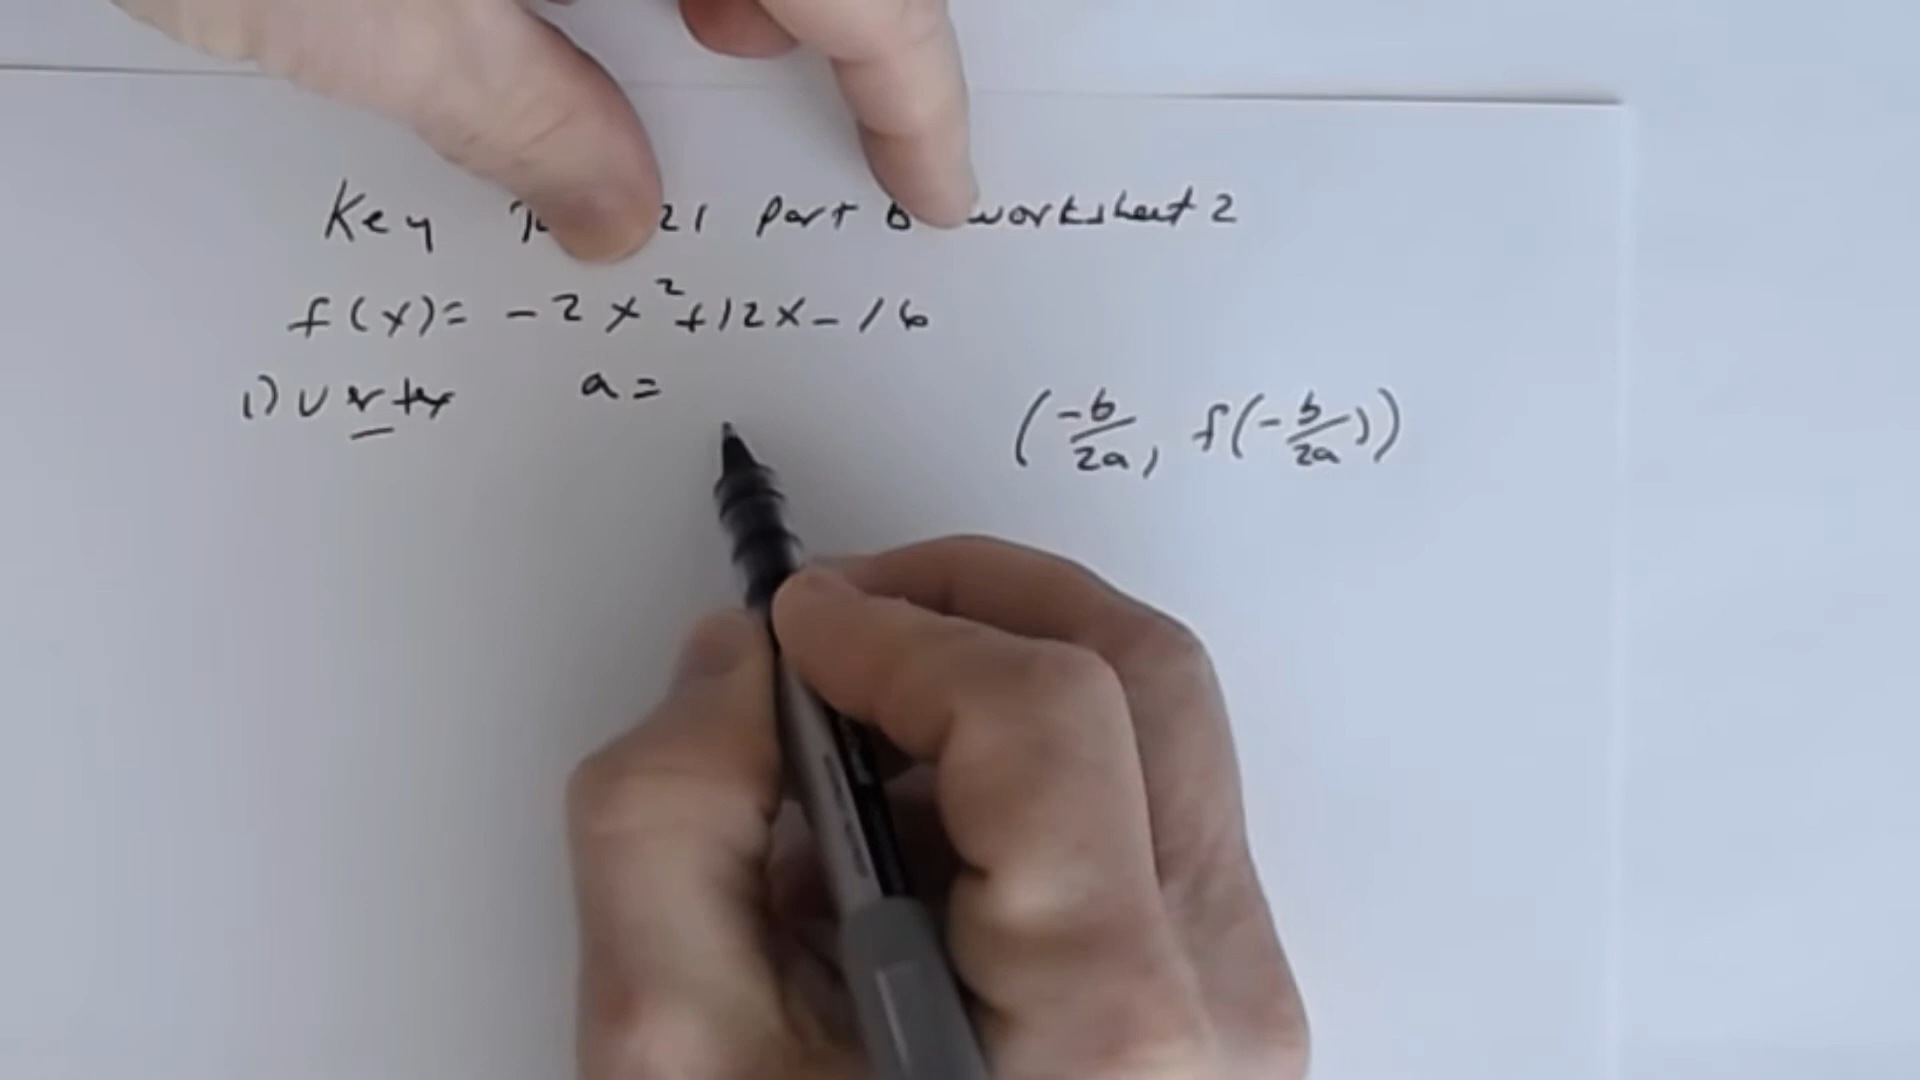 Key 21 Part B worksheet 2
f(x)= -2x²+12x-16
1) Vertex a= (-b/2a, f(-b/2a))